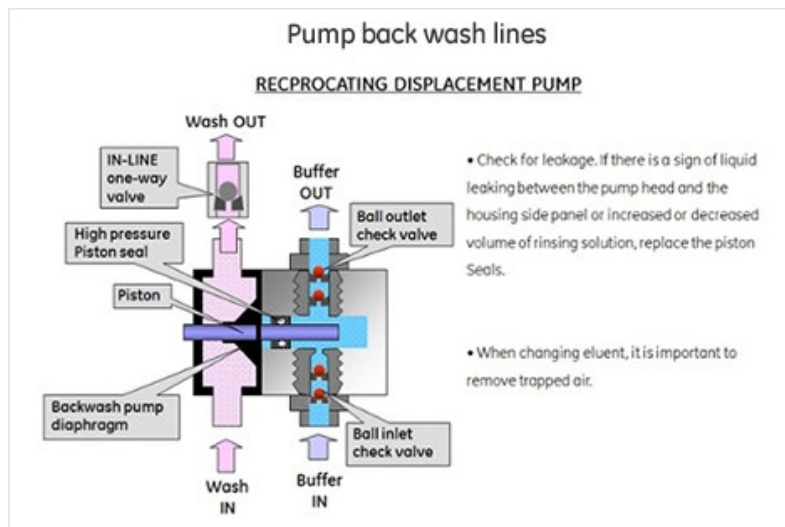 Pump back wash lines
RECPROCATING DISPLACEMENT PUMP
Wash OUT
IN-LINE
one-way
valve
Buffer
OUT
Ball outlet
check valve
High pressure
Piston seal
Piston
Backwash pump
diaphragm
Ball inlet
check valve
Wash
IN
Buffer
IN
• Check for leakage. If there is a sign of liquid
leaking between the pump head and the
housing side panel or increased or decreased
volume of rinsing solution, replace the piston
Seals.
• When changing eluent, it is important to
remove trapped air.